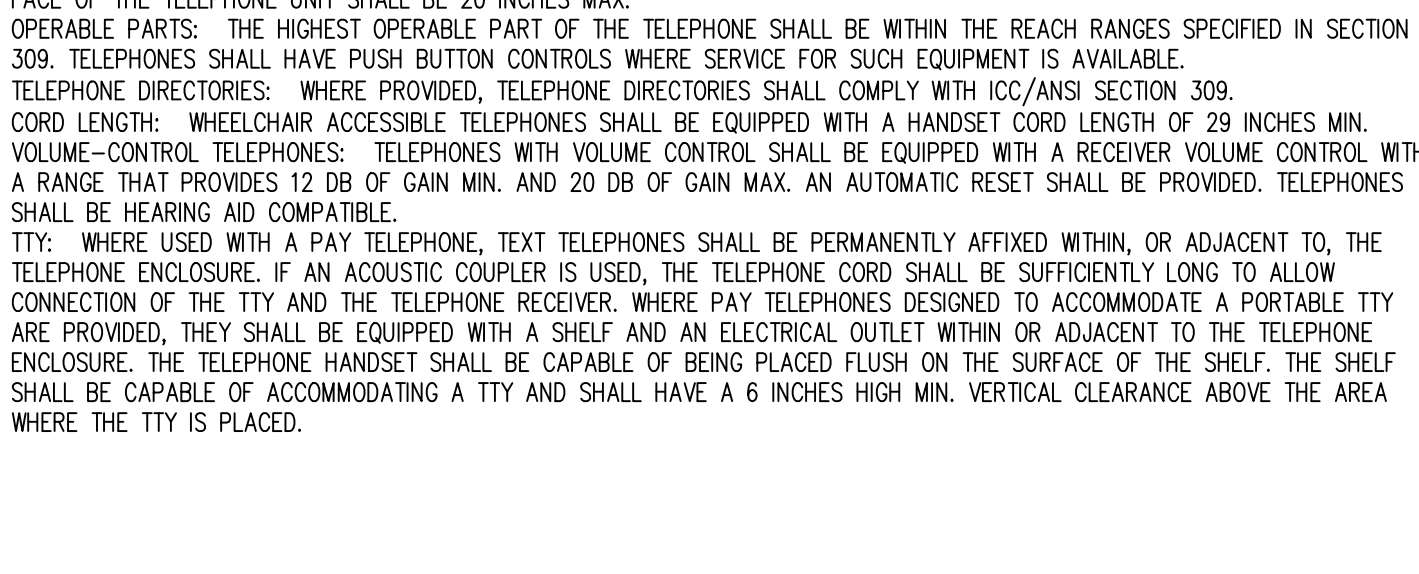 FACE OF THE TELEPHONE UNIT SHALL BE 20 INCHES MAX.
OPERABLE PARTS: THE HIGHEST OPERABLE PART OF THE TELEPHONE SHALL BE WITHIN THE REACH RANGES SPECIFIED IN SECTION
309. TELEPHONES SHALL HAVE PUSH BUTTON CONTROLS WHERE SERVICE FOR SUCH EQUIPMENT IS AVAILABLE.
TELEPHONE DIRECTORIES: WHERE PROVIDED, TELEPHONE DIRECTORIES SHALL COMPLY WITH ICC/ANSI SECTION 309.
CORD LENGTH: WHEELCHAIR ACCESSIBLE TELEPHONES SHALL BE EQUIPPED WITH A HANDSET CORD LENGTH OF 29 INCHES MIN.
VOLUME-CONTROL TELEPHONES: TELEPHONES WITH VOLUME CONTROL SHALL BE EQUIPPED WITH A RECEIVER VOLUME CONTROL WITH
A RANGE THAT PROVIDES 12 DB OF GAIN MIN. AND 20 DB OF GAIN MAX. AN AUTOMATIC RESET SHALL BE PROVIDED. TELEPHONES
SHALL BE HEARING AID COMPATIBLE.
TTY: WHERE USED WITH A PAY TELEPHONE, TEXT TELEPHONES SHALL BE PERMANENTLY AFFIXED WITHIN, OR ADJACENT TO, THE
TELEPHONE ENCLOSURE. IF AN ACOUSTIC COUPLER IS USED, THE TELEPHONE CORD SHALL BE SUFFICIENTLY LONG TO ALLOW
CONNECTION OF THE TTY AND THE TELEPHONE RECEIVER. WHERE PAY TELEPHONES DESIGNED TO ACCOMMODATE A PORTABLE TTY
ARE PROVIDED, THEY SHALL BE EQUIPPED WITH A SHELF AND AN ELECTRICAL OUTLET WITHIN OR ADJACENT TO THE TELEPHONE
ENCLOSURE. THE TELEPHONE HANDSET SHALL BE CAPABLE OF BEING PLACED FLUSH ON THE SURFACE OF THE SHELF. THE SHELF
SHALL BE CAPABLE OF ACCOMMODATING A TTY AND SHALL HAVE A 6 INCHES HIGH MIN. VERTICAL CLEARANCE ABOVE THE AREA
WHERE THE TTY IS PLACED.